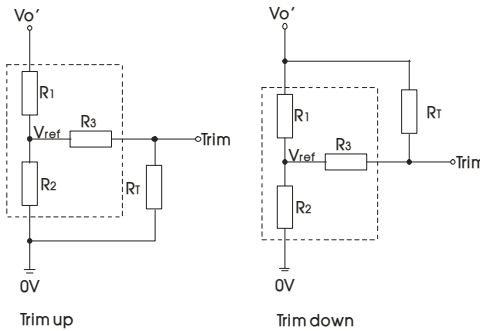 Vo'
R1
Vref
R3
Trim
R2
RT
0V
Trim up
Vo'
R1
RT
Vref
R3
Trim
R2
0V
Trim down